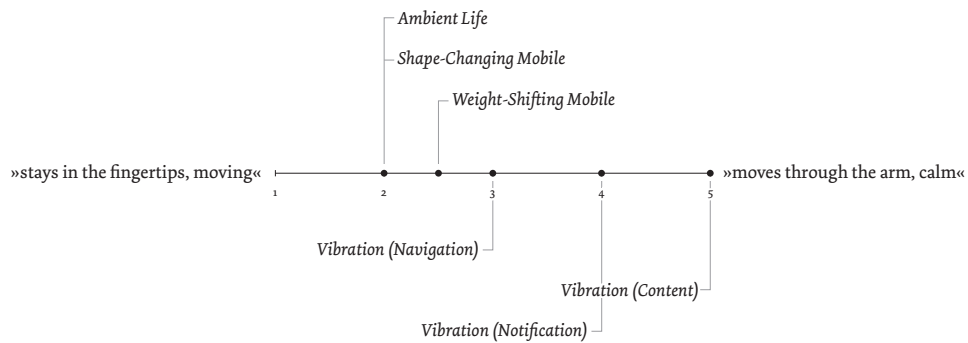 Ambient Life
Shape-Changing Mobile
Weight-Shifting Mobile
»stays in the fingertips, moving« »moves through the arm, calm«
1 2 3 4 5
Vibration (Navigation)
Vibration (Content)
Vibration (Notification)